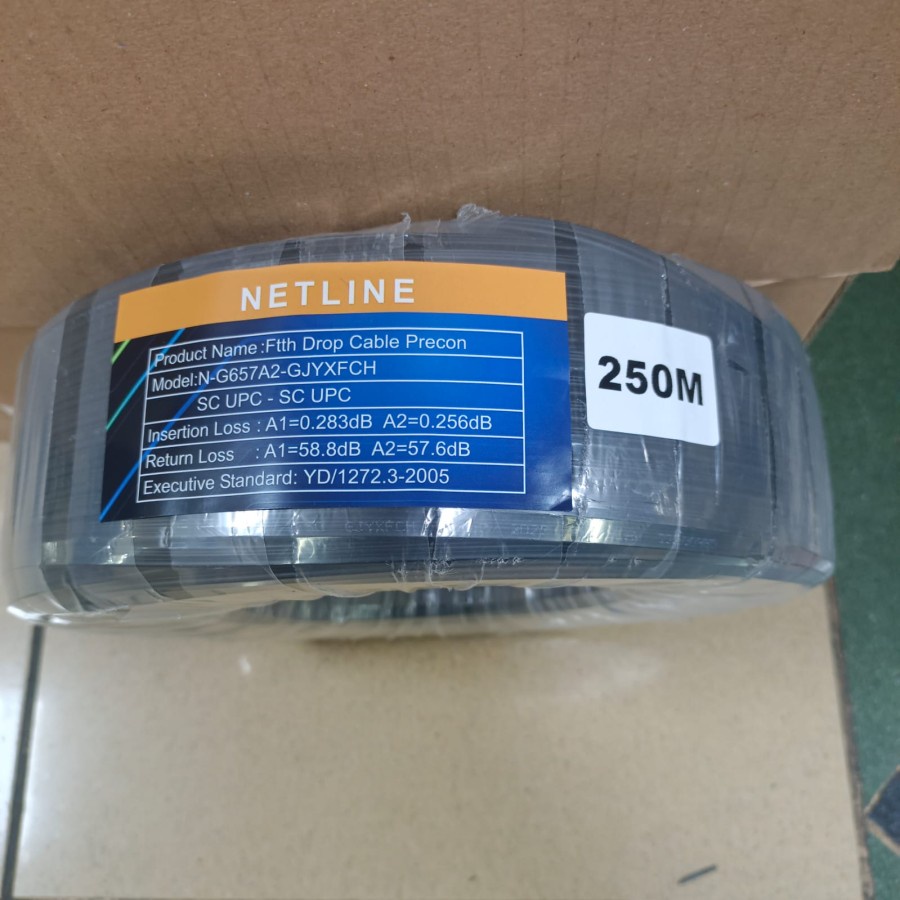 NETLINE
Product Name :Ftth Drop Cable Precon
Model:N-G657A2-GJYXFCH
SC UPC - SC UPC
Insertion Loss : A1=0.283dB A2=0.256dB
Return Loss : A1=58.8dB A2=57.6dB
Executive Standard: YD/1272.3-2005
250M
GJYXFCH